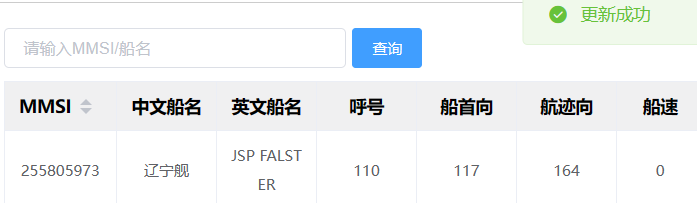 更新成功
请输入MMSI/船名
查询
MMSI 中文船名 英文船名 呼号 船首向 航迹向 船速
255805973 辽宁舰 JSP FALST 110 117 164 0
ER